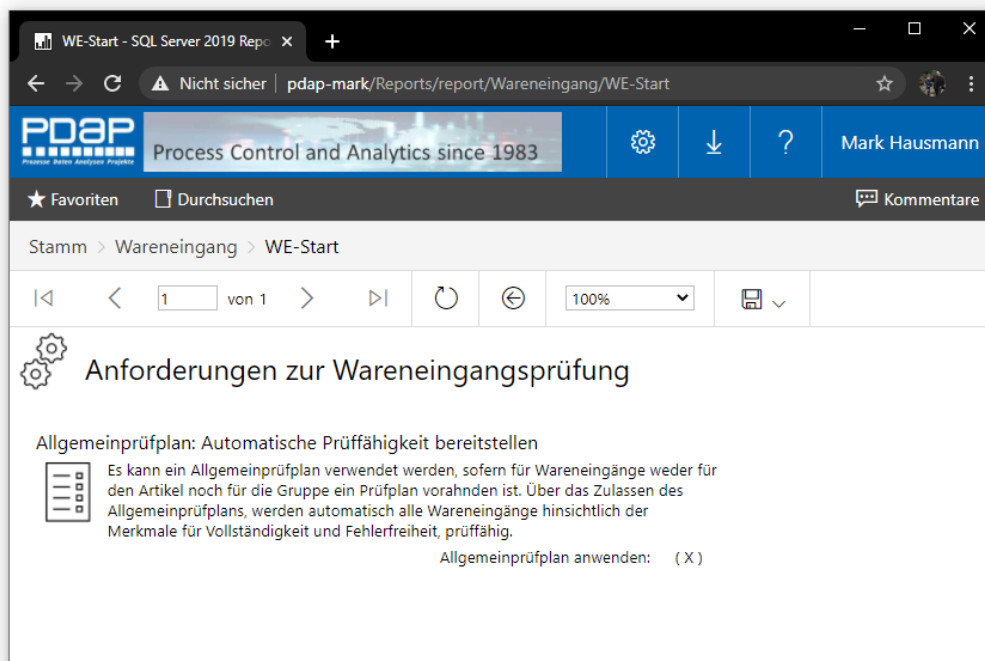 WE-Start - SQL Server 2019 Repo
Nicht sicher | pdap-mark/Reports/report/Wareneingang/WE-Start
PDAP
Prozesse Daten Analysen Projekte
Process Control and Analytics since 1983
?
Mark Hausmann
Favoriten
Durchsuchen
Kommentare
Stamm > Wareneingang > WE-Start
1 von 1
100%
Anforderungen zur Wareneingangsprüfung
Allgemeinprüfplan: Automatische Prüffähigkeit bereitstellen
Es kann ein Allgemeinprüfplan verwendet werden, sofern für Wareneingänge weder für
den Artikel noch für die Gruppe ein Prüfplan vorahnden ist. Über das Zulassen des
Allgemeinprüfplans, werden automatisch alle Wareneingänge hinsichtlich der
Merkmale für Vollständigkeit und Fehlerfreiheit, prüffähig.
Allgemeinprüfplan anwenden: ( X )